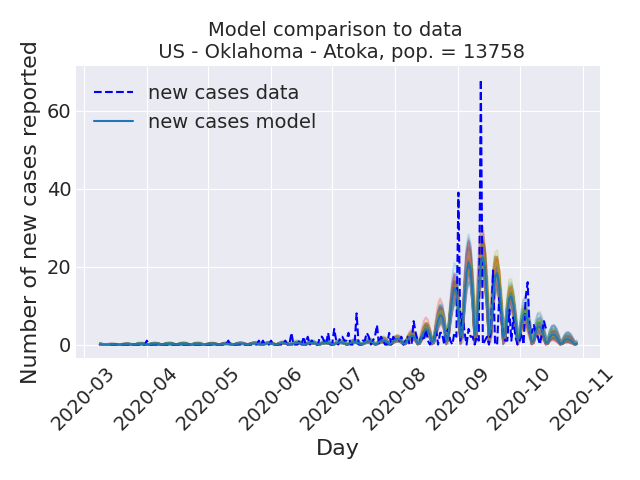 Model comparison to data
US - Oklahoma - Atoka, pop. = 13758
new cases data
new cases model
Number of new cases reported
60
40
20
0
2020-03
2020-04
2020-05
2020-06
2020-07
2020-08
2020-09
2020-10
2020-11
Day